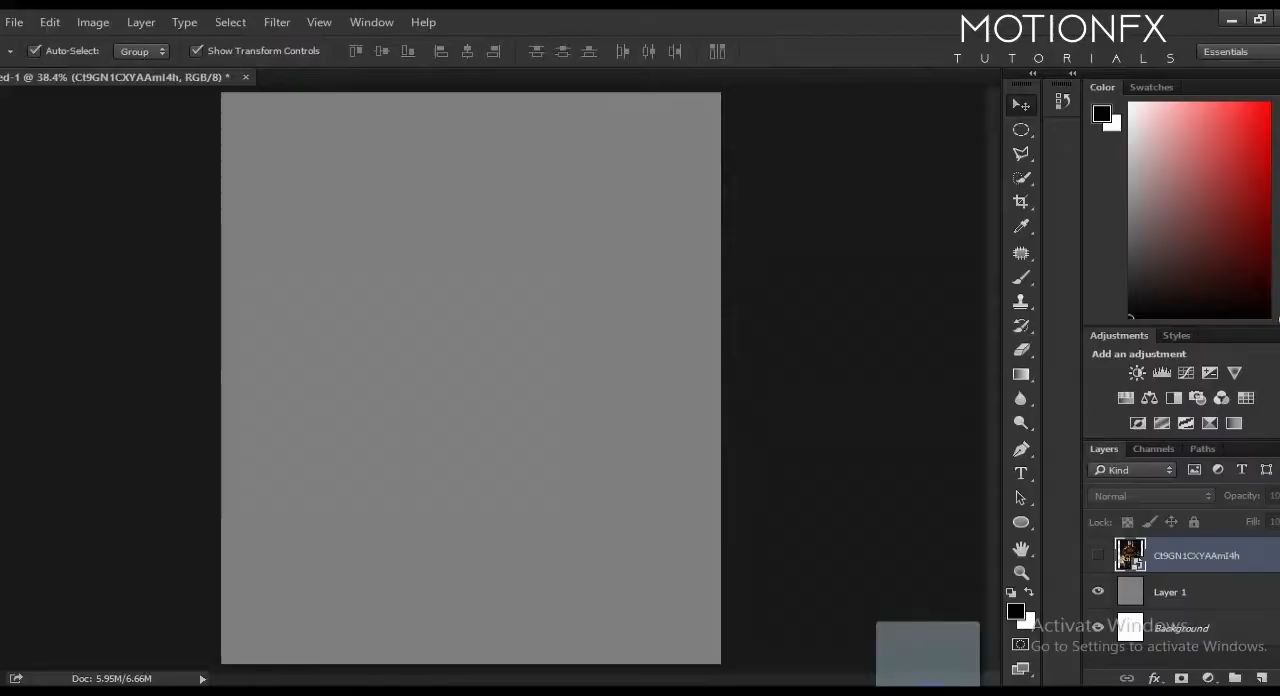 File Edit Image Layer Type Select Filter View Window Help
MOTIONFX
TUTORIALS
Auto-Select: Group Show Transform Controls
Essentials
ed-1 @ 38.4% (Ct9GN1CXYAAmI4h, RGB/8) * ×
Color Swatches
Adjustments Styles
Add an adjustment
Layers Channels Paths
Kind
Normal Opacity: 10
Lock: Fill: 10
Ct9GN1CXYAAmI4h
Layer 1
Background
Activate Windows
Go to Settings to activate Windows.
Doc: 5.95M/6.66M